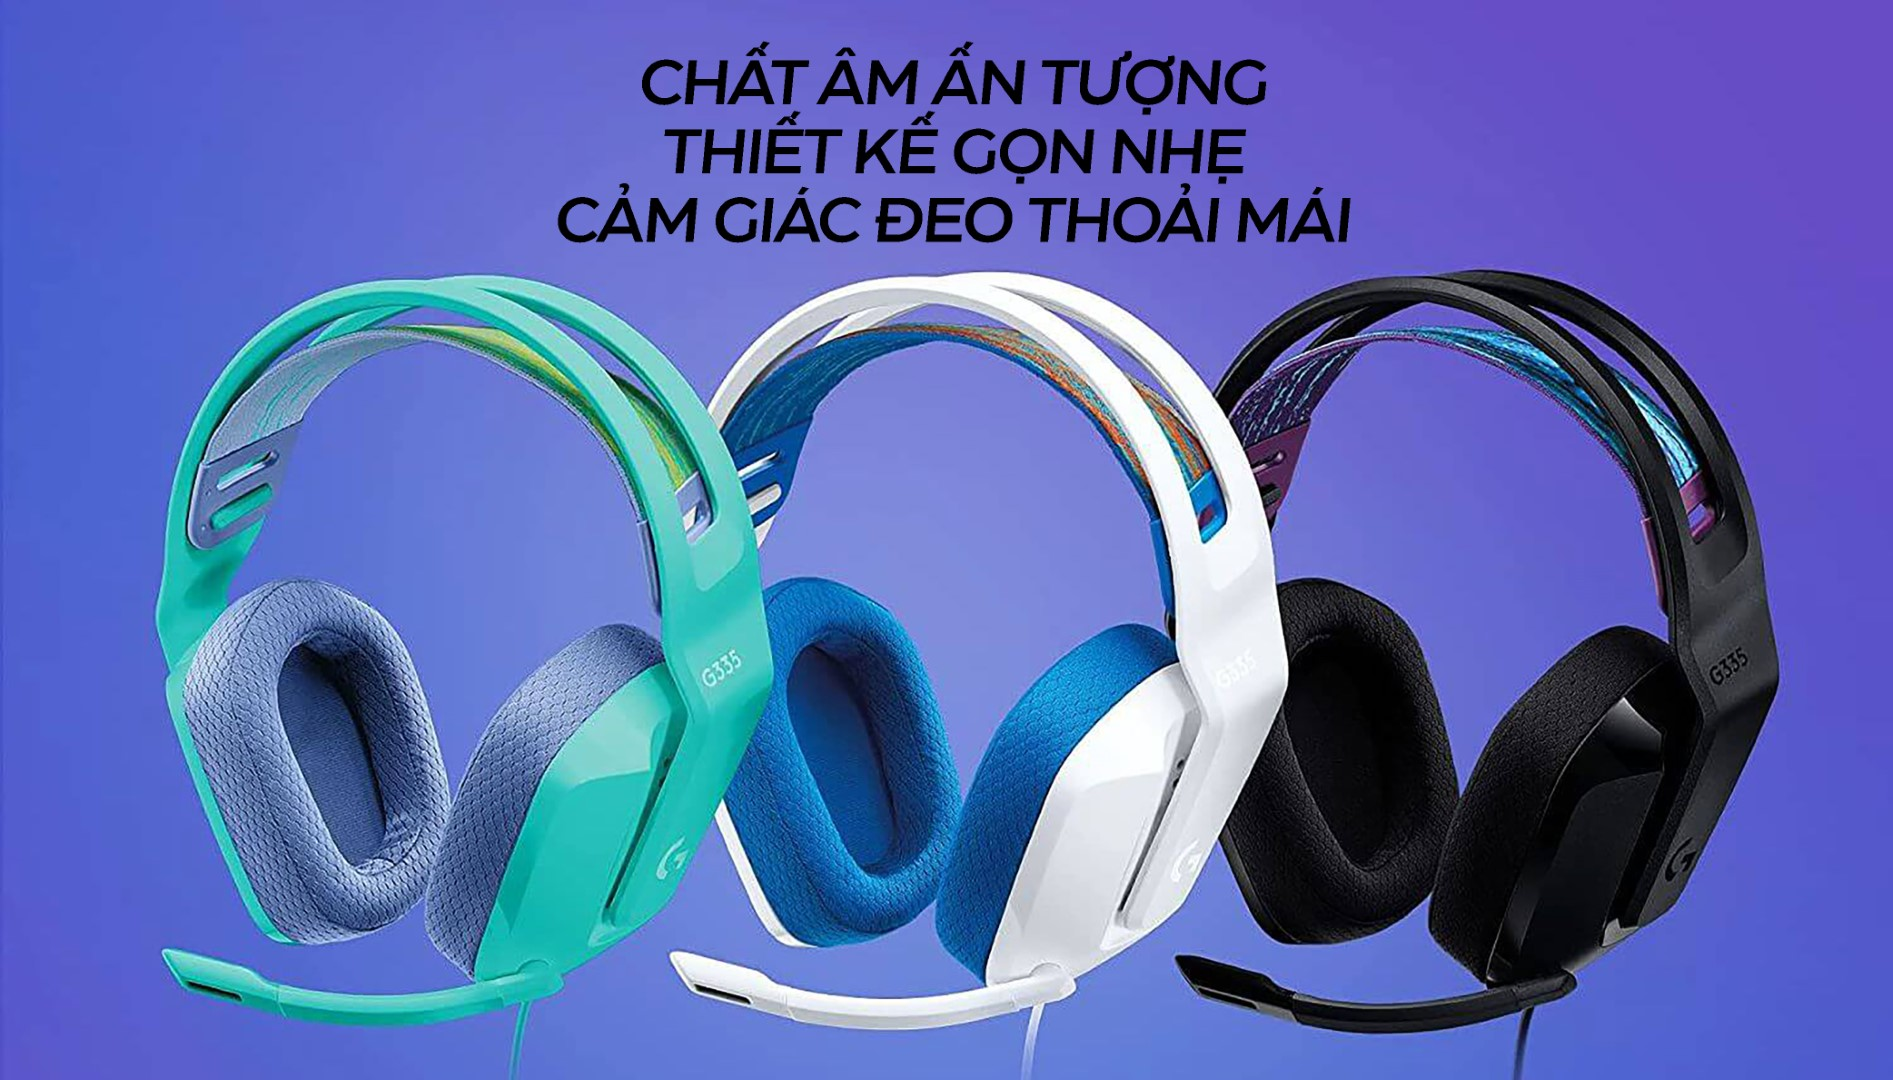 CHẤT ÂM ẤN TƯỢNG
THIẾT KẾ GỌN NHẸ
CẢM GIÁC ĐEO THOẢI MÁI
G335
G335
G335